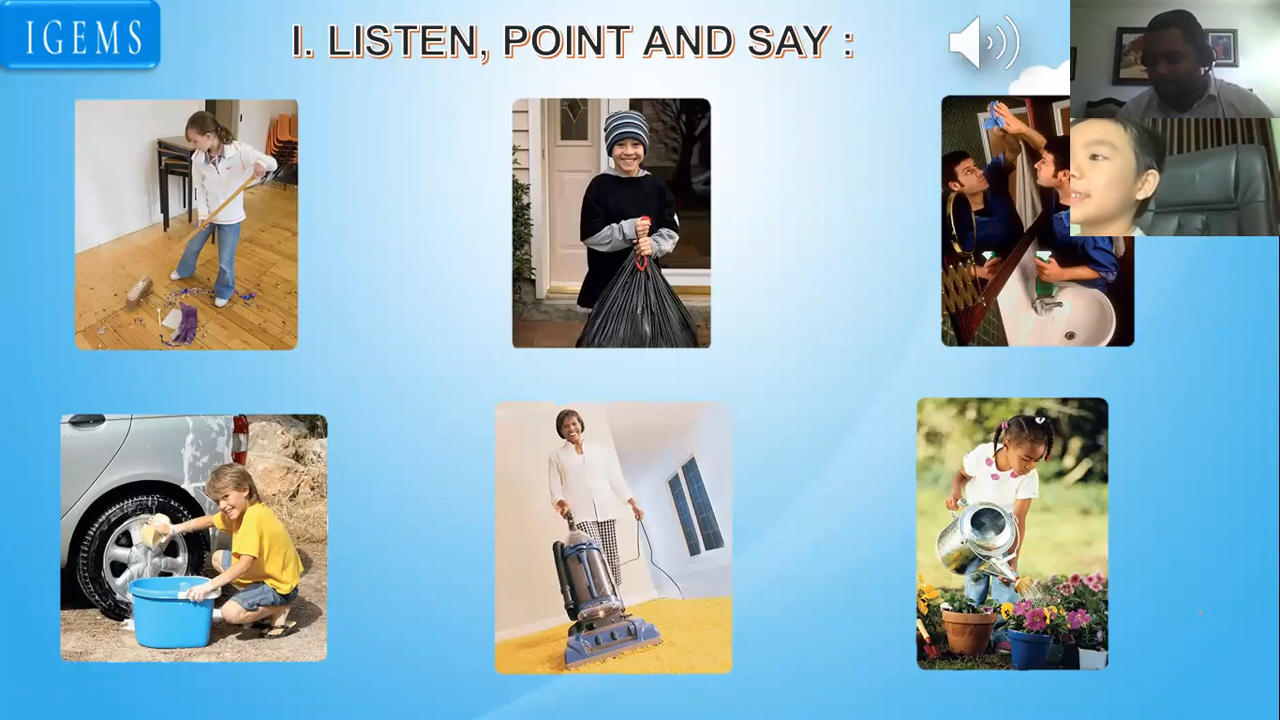 IGEMS
I. LISTEN, POINT AND SAY :